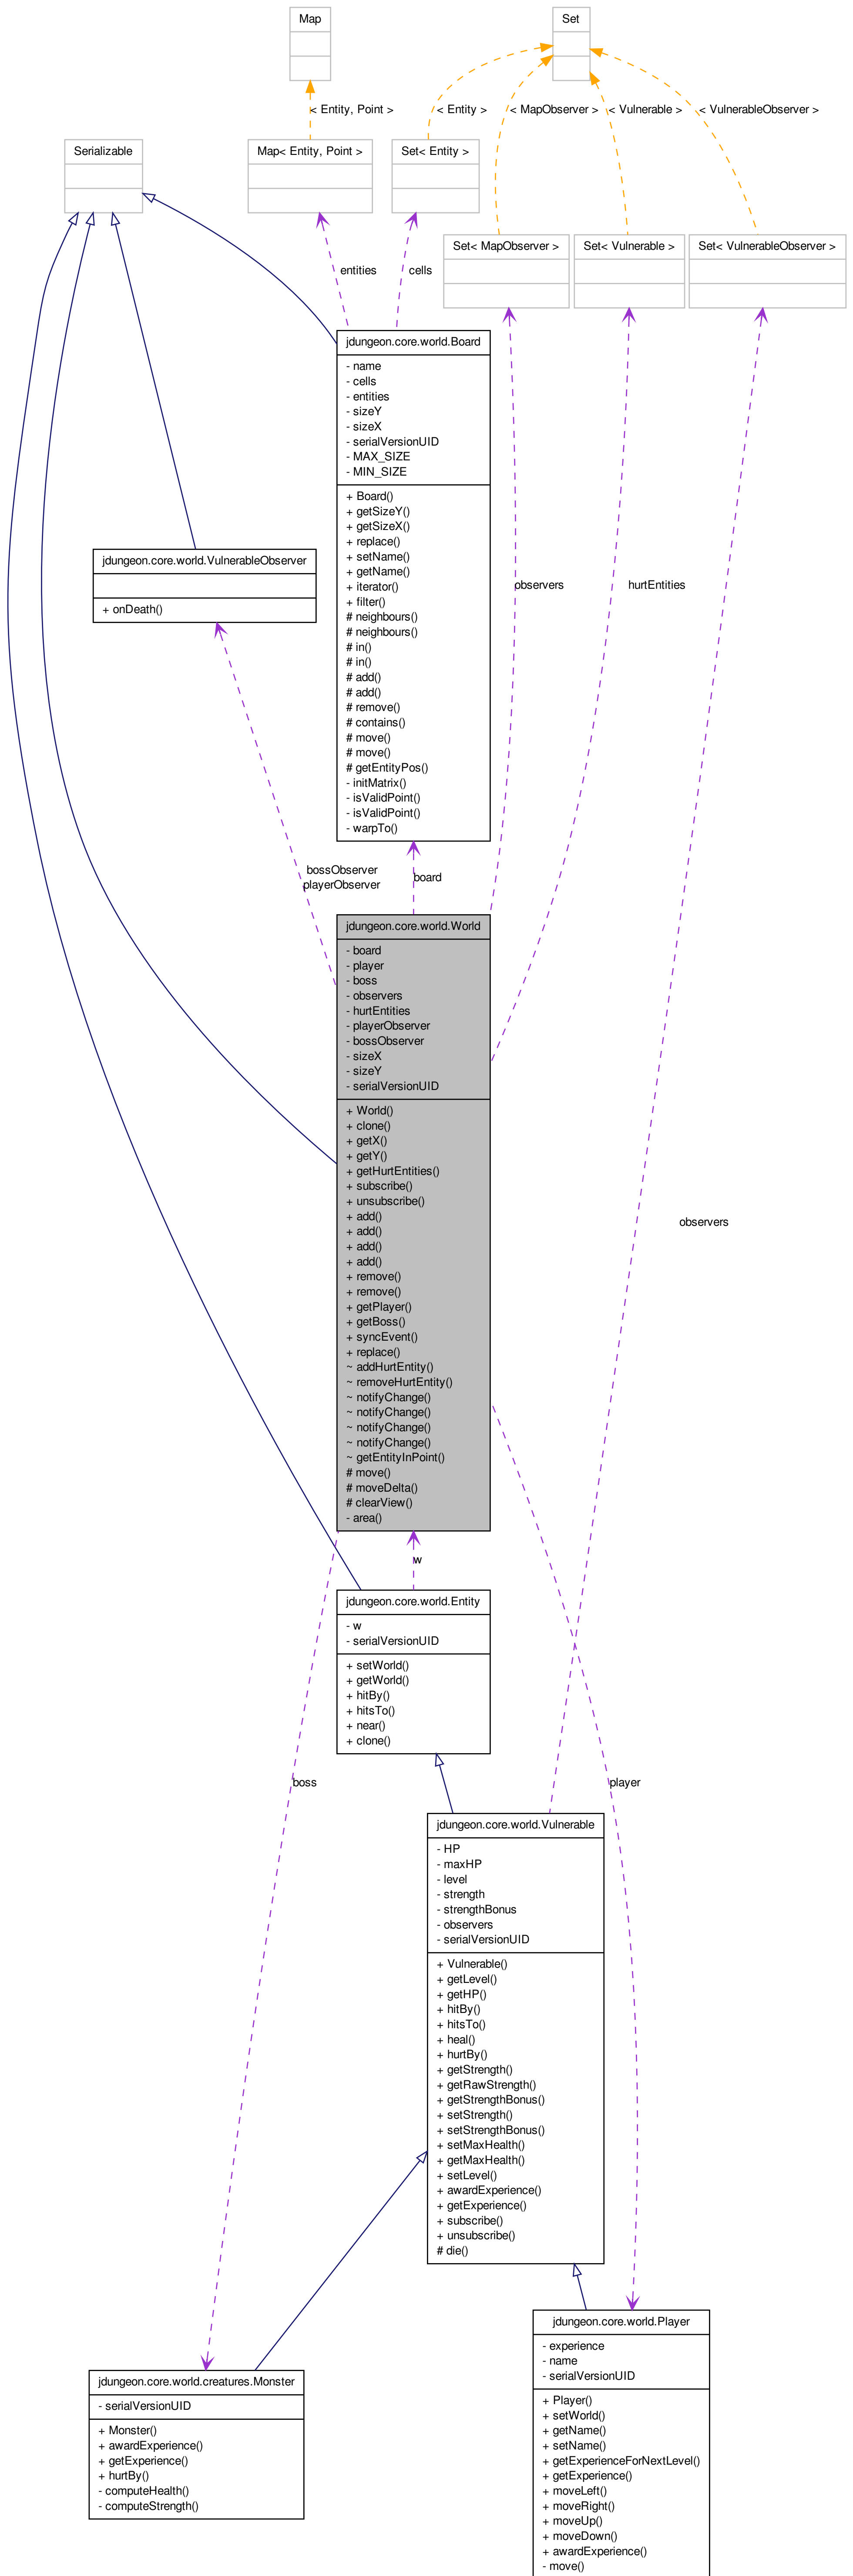 Map
Set
< Entity, Point >
< Entity >
< MapObserver >
< Vulnerable >
< VulnerableObserver >
Serializable
Map< Entity, Point >
Set< Entity >
Set< MapObserver >
Set< Vulnerable >
Set< VulnerableObserver >
entities
cells
jdungeon.core.world.Board
- name
- cells
- entities
- sizeY
- sizeX
- serialVersionUID
- MAX_SIZE
- MIN_SIZE
+ Board()
+ getSizeY()
+ getSizeX()
+ replace()
+ setName()
+ getName()
+ iterator()
+ filter()
# neighbours()
# neighbours()
# in()
# in()
# add()
# add()
# remove()
# contains()
# move()
# move()
# getEntityPos()
- initMatrix()
- isValidPoint()
- isValidPoint()
- warpTo()
jdungeon.core.world.VulnerableObserver
+ onDeath()
observers
hurtEntities
bossObserver
playerObserver
board
jdungeon.core.world.World
- board
- player
- boss
- observers
- hurtEntities
- playerObserver
- bossObserver
- sizeX
- sizeY
- serialVersionUID
+ World()
+ clone()
+ getX()
+ getY()
+ getHurtEntities()
+ subscribe()
+ unsubscribe()
+ add()
+ add()
+ add()
+ add()
+ remove()
+ remove()
+ getPlayer()
+ getBoss()
+ syncEvent()
+ replace()
~ addHurtEntity()
~ removeHurtEntity()
~ notifyChange()
~ notifyChange()
~ notifyChange()
~ notifyChange()
~ getEntityInPoint()
# move()
# moveDelta()
# clearView()
- area()
observers
w
jdungeon.core.world.Entity
- w
- serialVersionUID
+ setWorld()
+ getWorld()
+ hitBy()
+ hitsTo()
+ near()
+ clone()
boss
player
jdungeon.core.world.Vulnerable
- HP
- maxHP
- level
- strength
- strengthBonus
- observers
- serialVersionUID
+ Vulnerable()
+ getLevel()
+ getHP()
+ hitBy()
+ hitsTo()
+ heal()
+ hurtBy()
+ getStrength()
+ getRawStrength()
+ getStrengthBonus()
+ setStrength()
+ setStrengthBonus()
+ setMaxHealth()
+ getMaxHealth()
+ setLevel()
+ awardExperience()
+ getExperience()
+ subscribe()
+ unsubscribe()
# die()
jdungeon.core.world.creatures.Monster
- serialVersionUID
+ Monster()
+ awardExperience()
+ getExperience()
+ hurtBy()
- computeHealth()
- computeStrength()
jdungeon.core.world.Player
- experience
- name
- serialVersionUID
+ Player()
+ setWorld()
+ getName()
+ setName()
+ getExperienceForNextLevel()
+ getExperience()
+ moveLeft()
+ moveRight()
+ moveUp()
+ moveDown()
+ awardExperience()
- move()